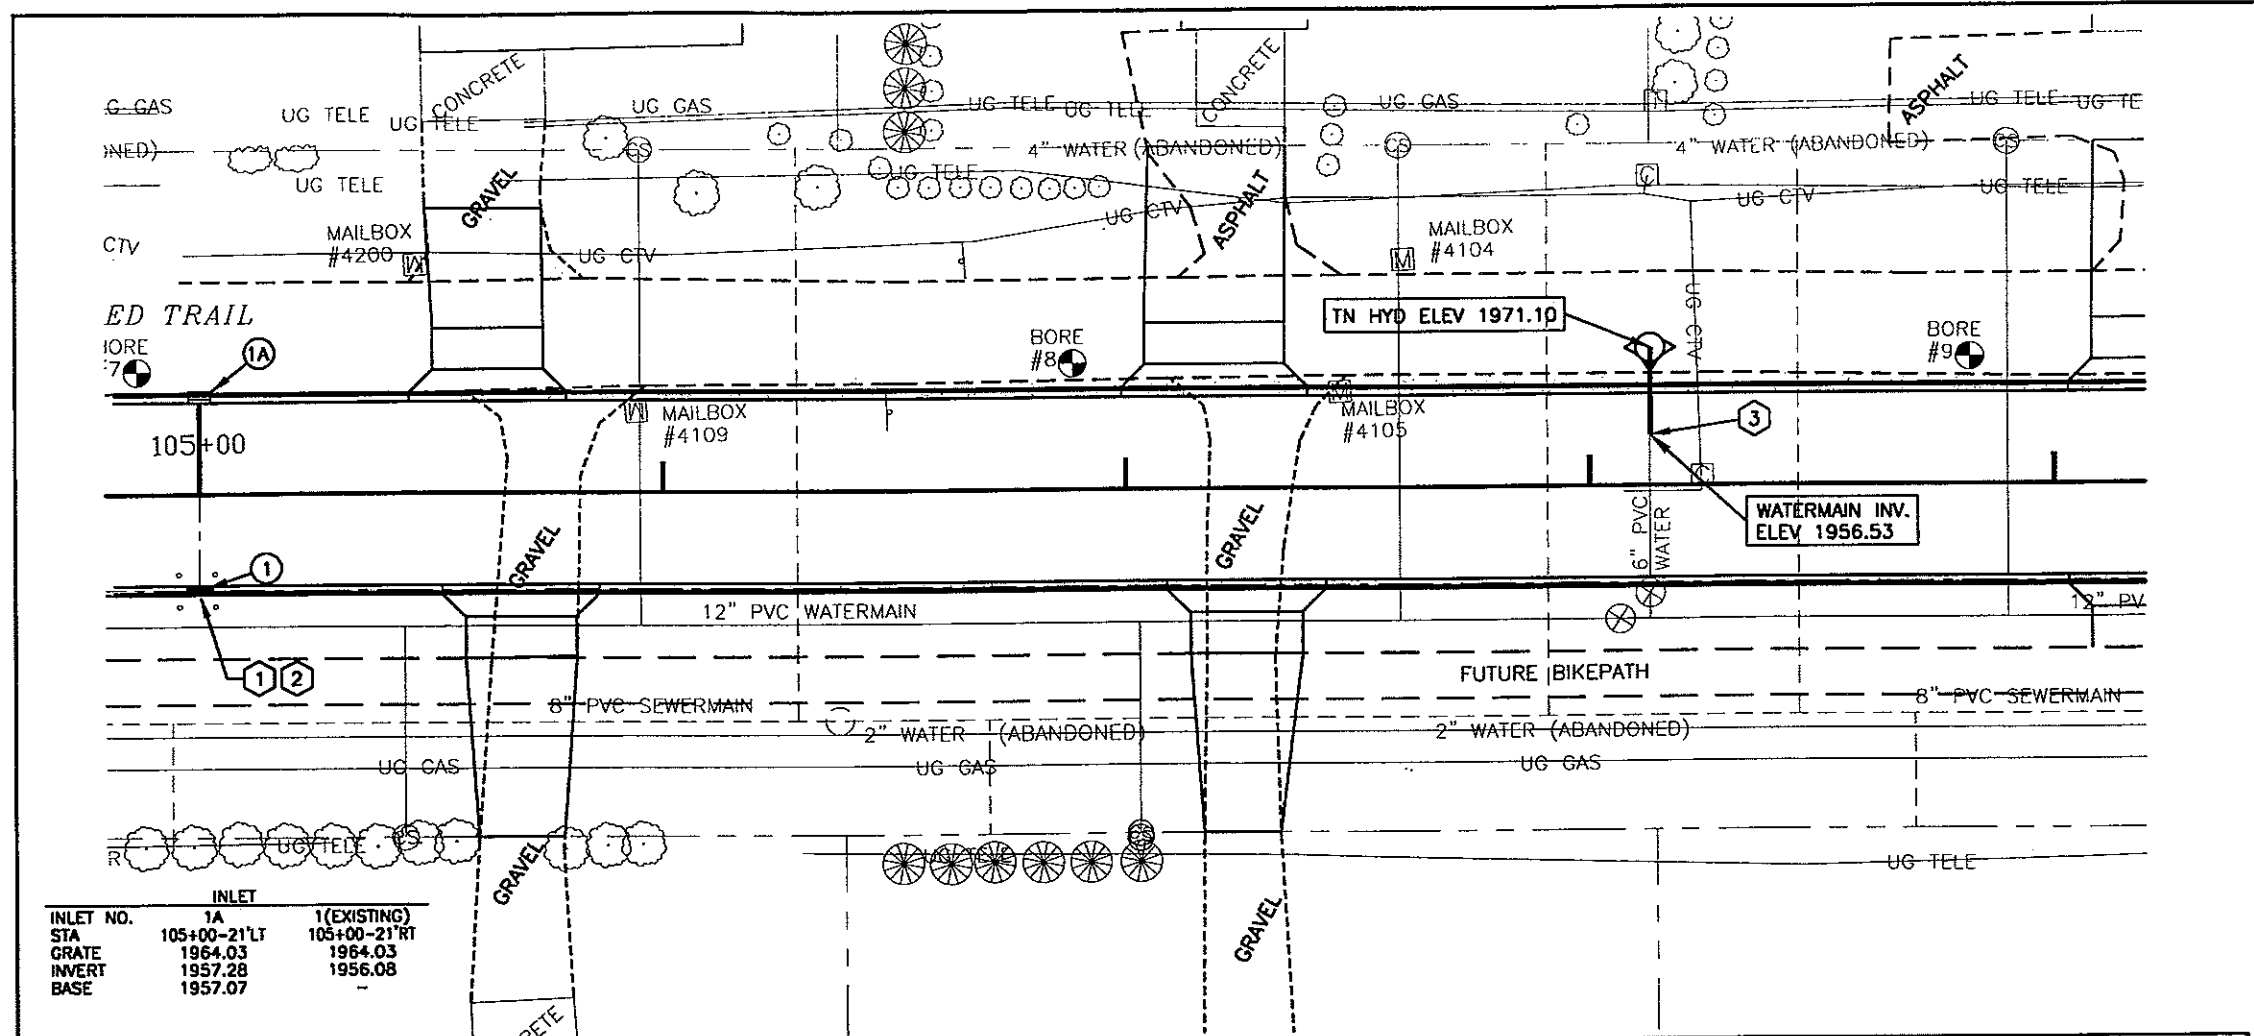 CONCRETE
CONCRETE
ASPHALT
G GAS
UG TELE
UG TELE
UG GAS
UG TELE
UG TELE
UG GAS
UG TELE
UG TE
NED)
4" WATER (ABANDONED)
4" WATER (ABANDONED)
CS
CS
CS
UG TELE
GRAVEL
UG TELE
ASPHALT
UG CTV
C
UG CTV
UG TELE
CTV
MAILBOX
#4200
M
UG CTV
MAILBOX
#4104
M
UG CTV
ED TRAIL
TN HYD ELEV 1971.10
BORE
#8
BORE
#9
1A
105+00
M
MAILBOX
#4109
M
MAILBOX
#4105
3
C
WATERMAIN INV.
ELEV 1956.53
6" PVC
WATER
GRAVEL
GRAVEL
1
12" PVC WATERMAIN
12" PV
1
2
FUTURE BIKEPATH
8" PVC SEWERMAIN
8" PVC SEWERMAIN
2" WATER (ABANDONED)
2" WATER (ABANDONED)
UG GAS
UG GAS
UG GAS
R
UG TELE
CS
CS
UG TELE
UG TELE
GRAVEL
GRAVEL
INLET
INLET NO. 1A 1(EXISTING)
STA 105+00-21'LT 105+00-21'RT
GRATE 1964.03 1964.03
INVERT 1957.28 1956.08
BASE 1957.07 -
RETE